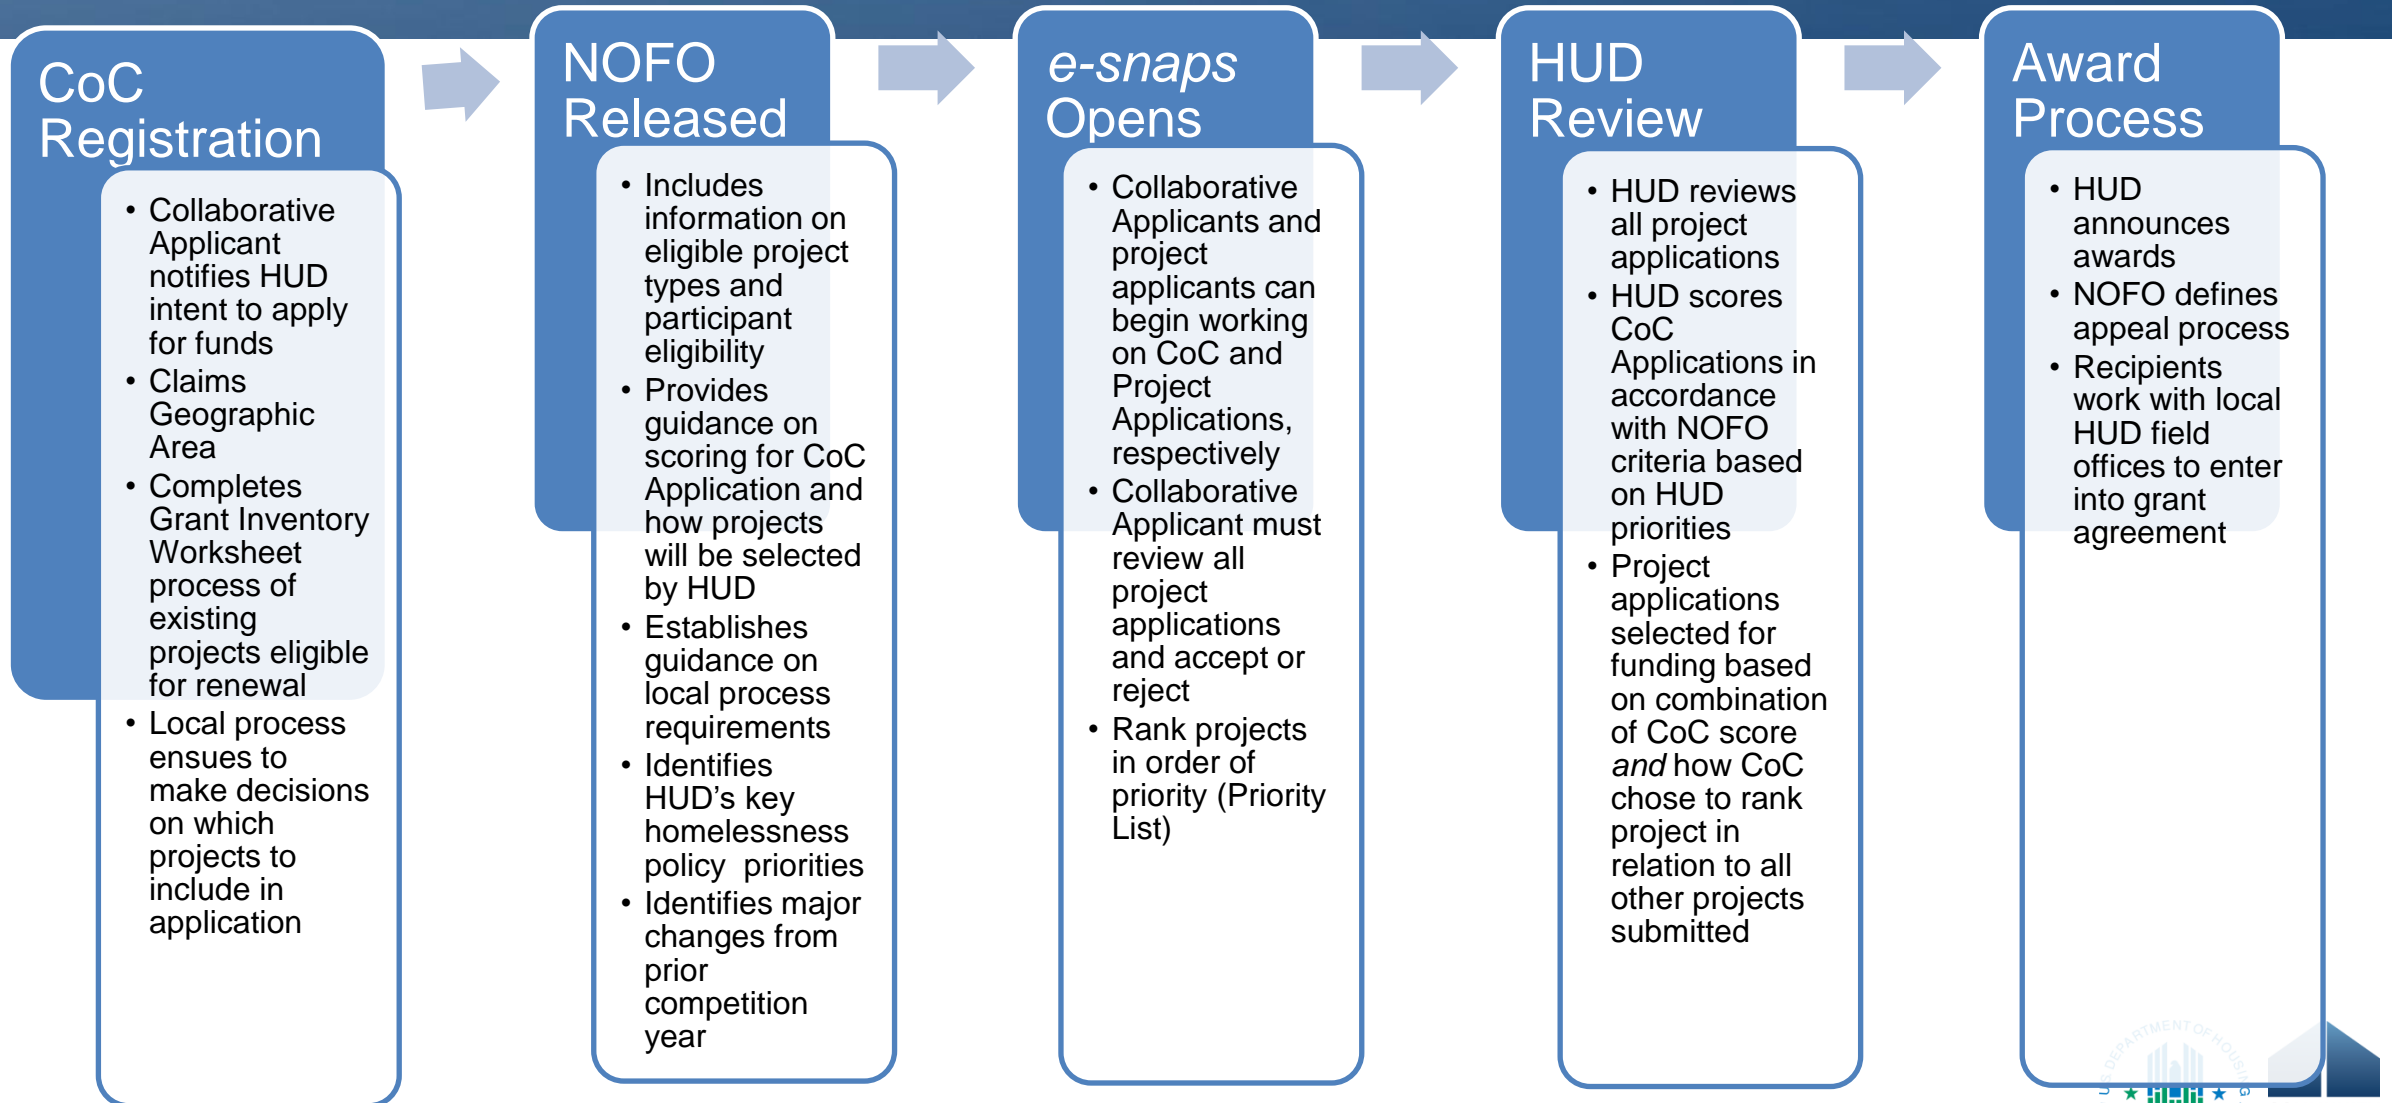 CoC
Registration
• Collaborative
Applicant
notifies HUD
intent to apply
for funds
• Claims
Geographic
Area
• Completes
Grant Inventory
Worksheet
process of
existing
projects eligible
for renewal
• Local process
ensues to
make decisions
on which
projects to
include in
application
NOFO
Released
• Includes
information on
eligible project
types and
participant
eligibility
• Provides
guidance on
scoring for CoC
Application and
how projects
will be selected
by HUD
• Establishes
guidance on
local process
requirements
• Identifies
HUD’s key
homelessness
policy  priorities
• Identifies major
changes from
prior
competition
year
e-snaps
Opens
• Collaborative
Applicants and
project
applicants can
begin working
on CoC and
Project
Applications,
respectively
• Collaborative
Applicant must
review all
project
applications
and accept or
reject
• Rank projects
in order of
priority (Priority
List)
HUD
Review
• HUD reviews
all project
applications
• HUD scores
CoC
Applications in
accordance
with NOFO
criteria based
on HUD
priorities
• Project
applications
selected for
funding based
on combination
of CoC score
and how CoC
chose to rank
project in
relation to all
other projects
submitted
Award
Process
• HUD
announces
awards
• NOFO defines
appeal process
• Recipients
work with local
HUD field
offices to enter
into grant
agreement
U.S. DEPARTMENT OF HOUSING